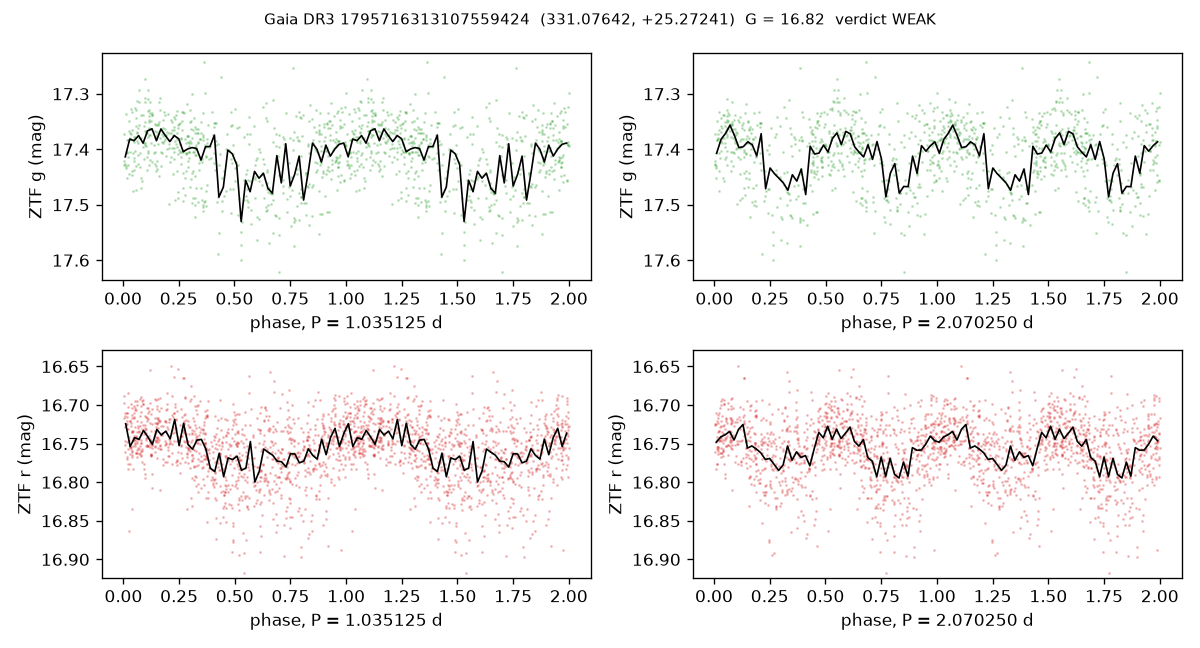 Gaia DR3 1795716313107559424 (331.07642, +25.27241) G = 16.82 verdict WEAK
ZTF g (mag)
17.3
17.4
17.5
17.6
0.00 0.25 0.50 0.75 1.00 1.25 1.50 1.75 2.00
phase, P = 1.035125 d
ZTF g (mag)
17.3
17.4
17.5
17.6
0.00 0.25 0.50 0.75 1.00 1.25 1.50 1.75 2.00
phase, P = 2.070250 d
ZTF r (mag)
16.65
16.70
16.75
16.80
16.85
16.90
0.00 0.25 0.50 0.75 1.00 1.25 1.50 1.75 2.00
phase, P = 1.035125 d
ZTF r (mag)
16.65
16.70
16.75
16.80
16.85
16.90
0.00 0.25 0.50 0.75 1.00 1.25 1.50 1.75 2.00
phase, P = 2.070250 d